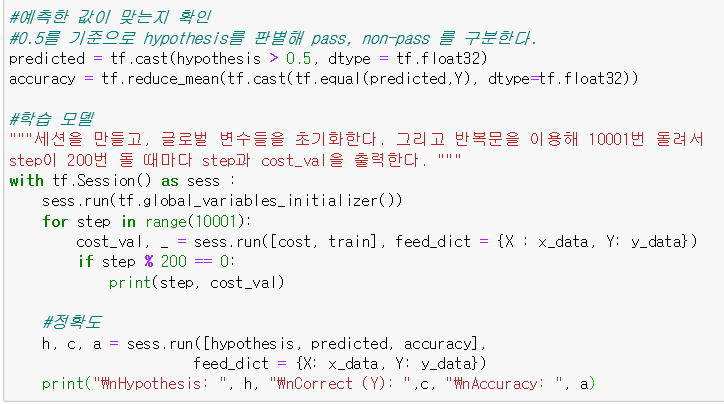 #예측한 값이 맞는지 확인
#0.5를 기준으로 hypothesis를 판별해 pass, non-pass 를 구분한다.
predicted = tf.cast(hypothesis > 0.5, dtype = tf.float32)
accuracy = tf.reduce_mean(tf.cast(tf.equal(predicted,Y), dtype=tf.float32))
#학습 모델
"""세션을 만들고, 글로벌 변수들을 초기화한다. 그리고 반복문을 이용해 10001번 돌려서
step이 200번 돌 때마다 step과 cost_val을 출력한다. """
with tf.Session() as sess :
    sess.run(tf.global_variables_initializer())
    for step in range(10001):
        cost_val, _ = sess.run([cost, train], feed_dict = {X : x_data, Y: y_data})
        if step % 200 == 0:
            print(step, cost_val)
    #정확도
    h, c, a = sess.run([hypothesis, predicted, accuracy],
                      feed_dict = {X: x_data, Y: y_data})
    print("₩nHypothesis: ", h, "₩nCorrect (Y): ",c, "₩nAccuracy: ", a)